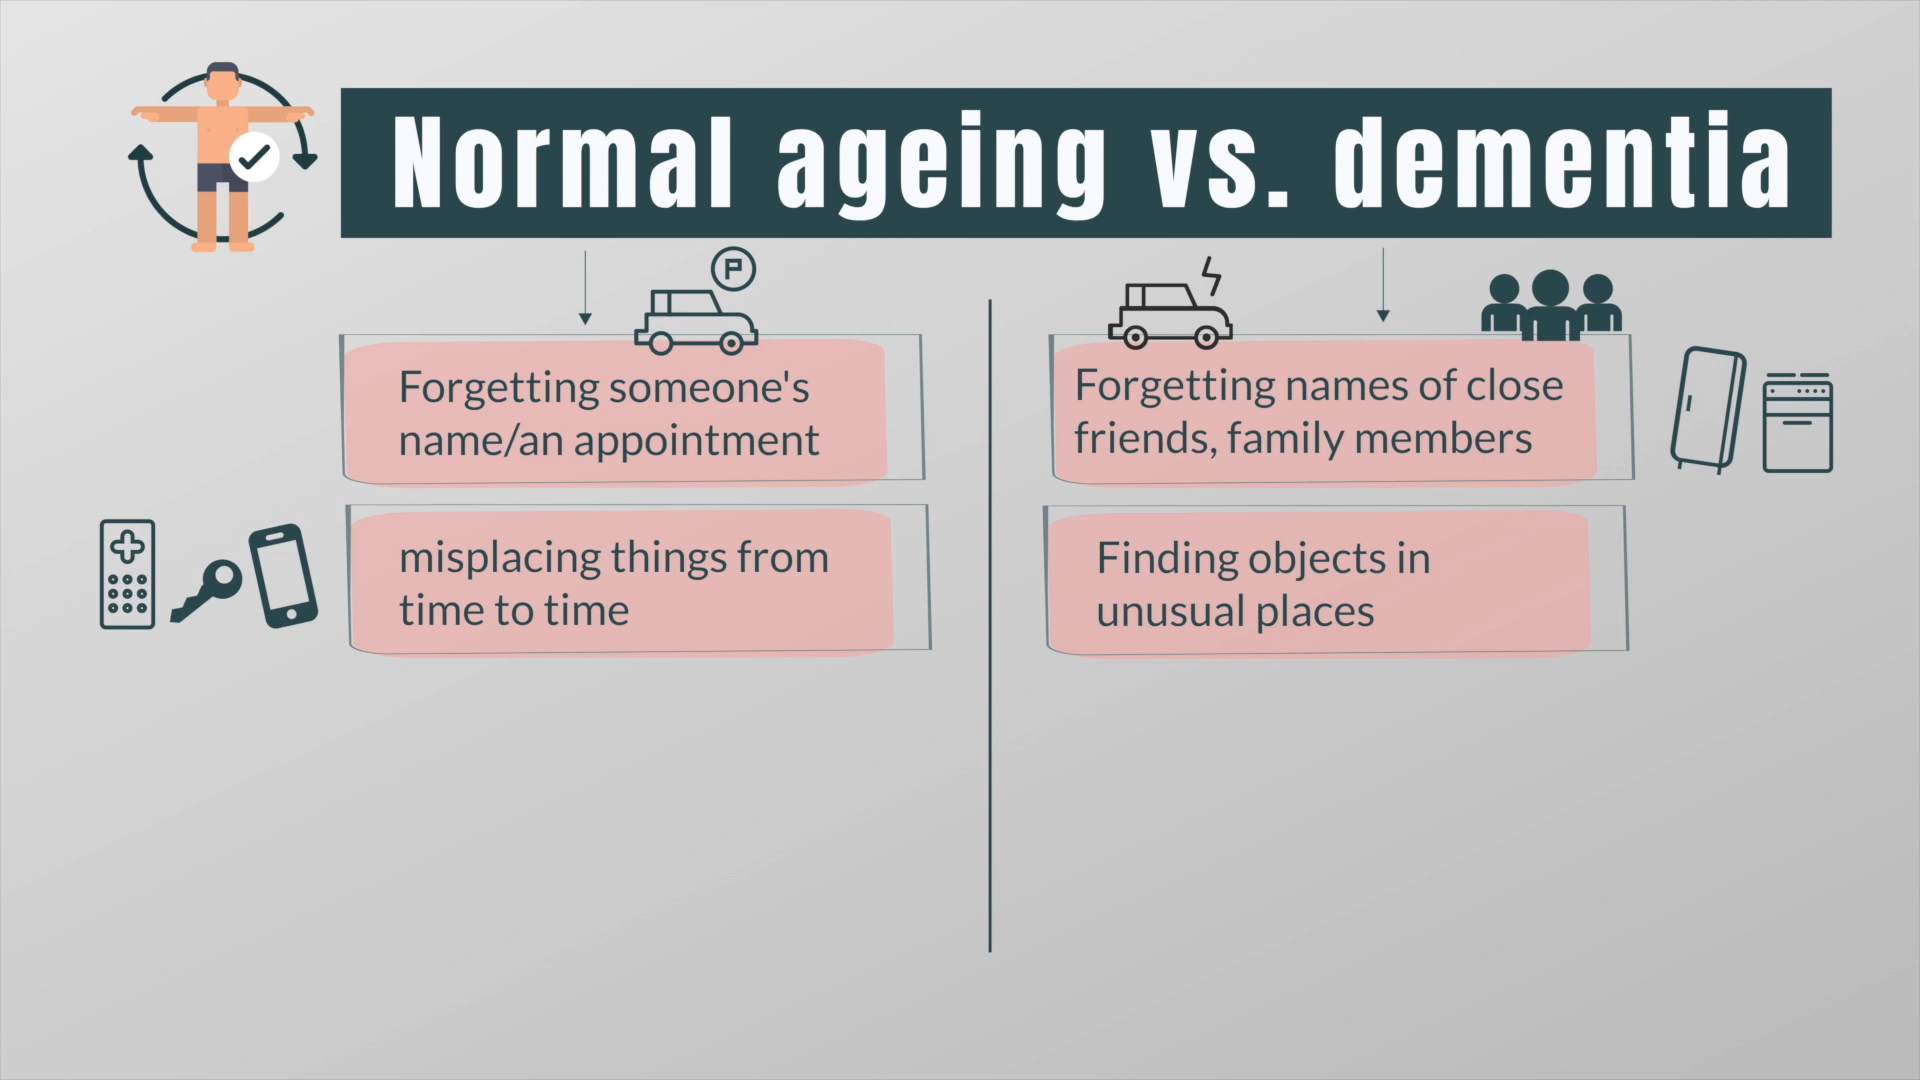 Normal ageing vs. dementia
P
Forgetting someone's
name/an appointment
Forgetting names of close
friends, family members
misplacing things from
time to time
Finding objects in
unusual places